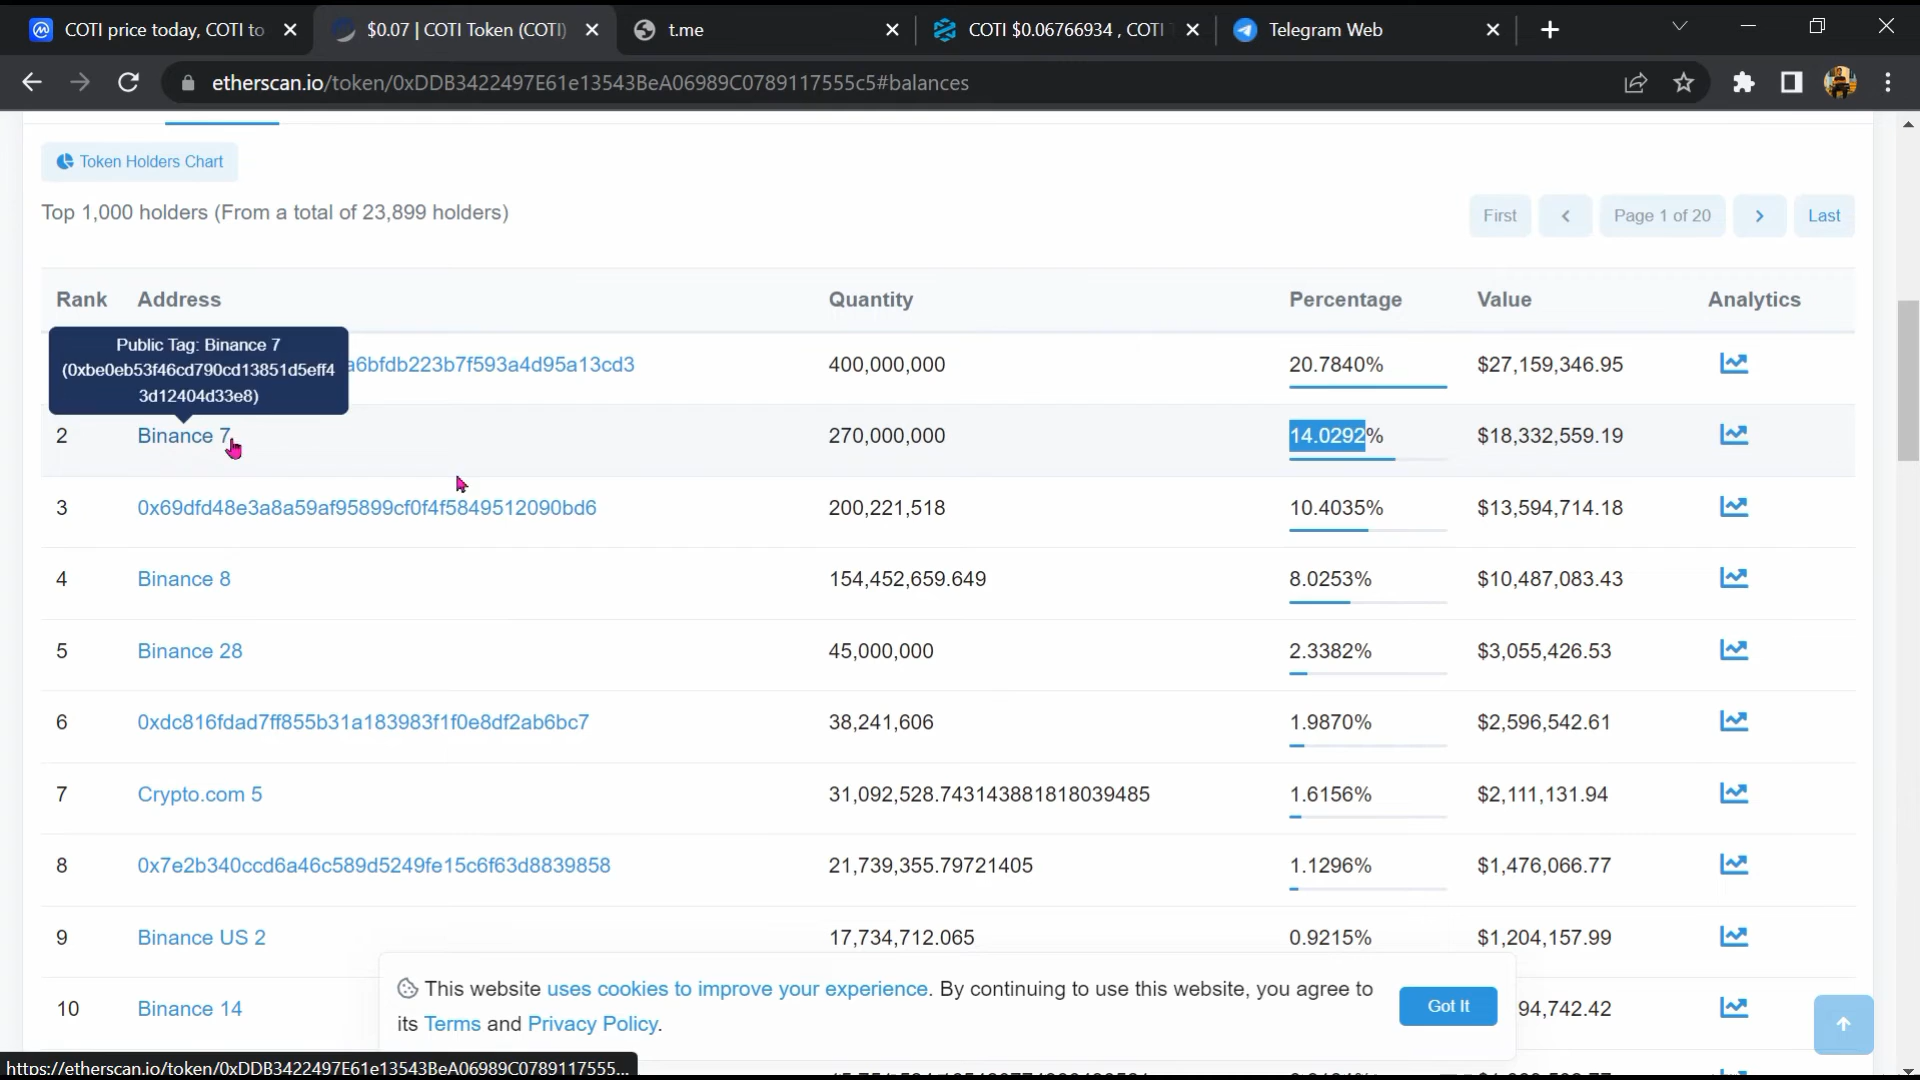 COTI price today, COTI to
$0.07 | COTI Token (COTI)
t.me
COTI $0.06766934 , COTI
Telegram Web
etherscan.io/token/0xDDB3422497E61e13543BeA06989C0789117555c5#balances
Token Holders Chart
Top 1,000 holders (From a total of 23,899 holders)
First
Page 1 of 20
Last
Rank Address Quantity Percentage Value Analytics
Public Tag: Binance 7
(0xbe0eb53f46cd790cd13851d5eff4
3d12404d33e8)
a6bfdb223b7f593a4d95a13cd3 400,000,000 20.7840% $27,159,346.95
2 Binance 7 270,000,000 14.0292% $18,332,559.19
3 0x69dfd48e3a8a59af95899cf0f4f5849512090bd6 200,221,518 10.4035% $13,594,714.18
4 Binance 8 154,452,659.649 8.0253% $10,487,083.43
5 Binance 28 45,000,000 2.3382% $3,055,426.53
6 0xdc816fdad7ff855b31a183983f1f0e8df2ab6bc7 38,241,606 1.9870% $2,596,542.61
7 Crypto.com 5 31,092,528.743143881818039485 1.6156% $2,111,131.94
8 0x7e2b340ccd6a46c589d5249fe15c6f63d8839858 21,739,355.79721405 1.1296% $1,476,066.77
9 Binance US 2 17,734,712.065 0.9215% $1,204,157.99
10 Binance 14 94,742.42
This website uses cookies to improve your experience. By continuing to use this website, you agree to
its Terms and Privacy Policy.
Got It
https://etherscan.io/token/0xDDB3422497E61e13543BeA06989C0789117555...